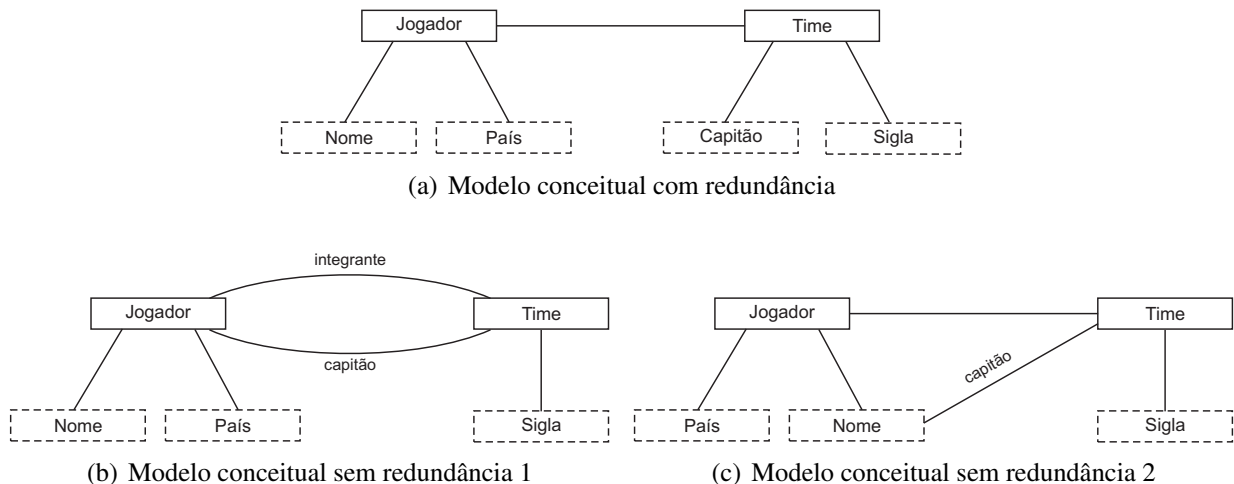 Jogador Time
Nome País Capitão Sigla
(a) Modelo conceitual com redundância
integrante
Jogador Time
capitão
Nome País Sigla
(b) Modelo conceitual sem redundância 1
Jogador Time
capitão
País Nome Sigla
(c) Modelo conceitual sem redundância 2